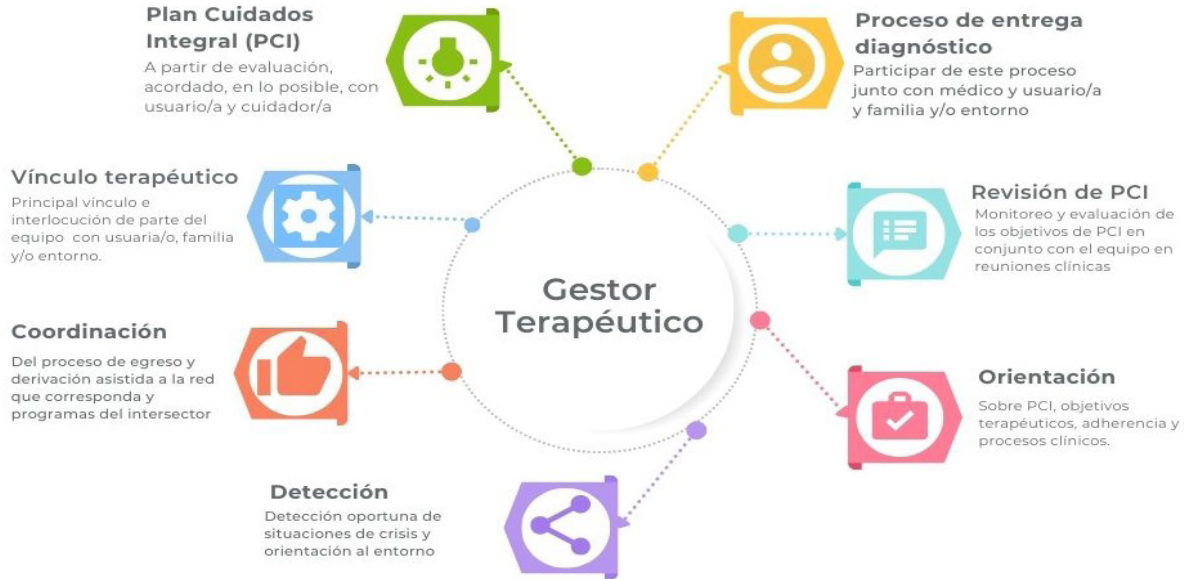 Plan Cuidados
Integral (PCI)
A partir de evaluación,
acordado, en lo posible, con
usuario/a y cuidador/a
Proceso de entrega
diagnóstico
Participar de este proceso
junto con médico y usuario/a
y familia y/o entorno
Vínculo terapéutico
Principal vínculo e
interlocución de parte del
equipo con usuaria/o, familia
y/o entorno.
Revisión de PCI
Monitoreo y evaluación de
los objetivos de PCI en
conjunto con el equipo en
reuniones clínicas
Gestor
Terapéutico
Coordinación
Del proceso de egreso y
derivación asistida a la red
que corresponda y
programas del intersector
Orientación
Sobre PCI, objetivos
terapéuticos, adherencia y
procesos clínicos.
Detección
Detección oportuna de
situaciones de crisis y
orientación al entorno